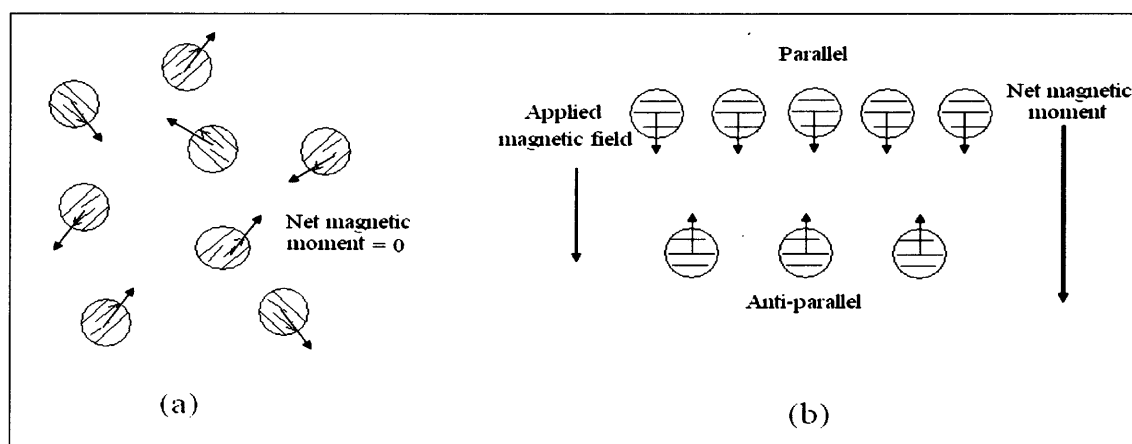 Net magnetic
moment = 0
(a)
Parallel
Applied
magnetic field
Net magnetic
moment
Anti-parallel
(b)